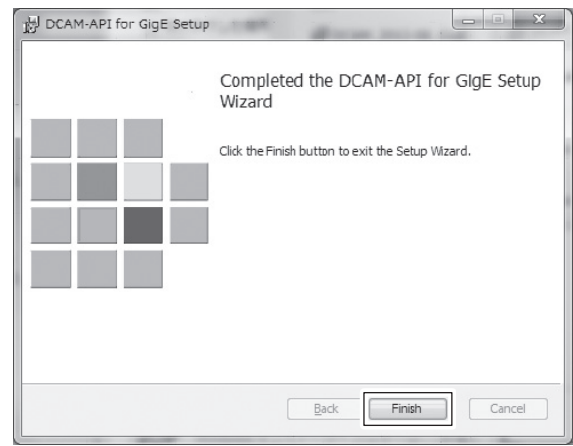 DCAM-API for GigE Setup
Completed the DCAM-API for GigE Setup
Wizard
Click the Finish button to exit the Setup Wizard.
Back
Finish
Cancel